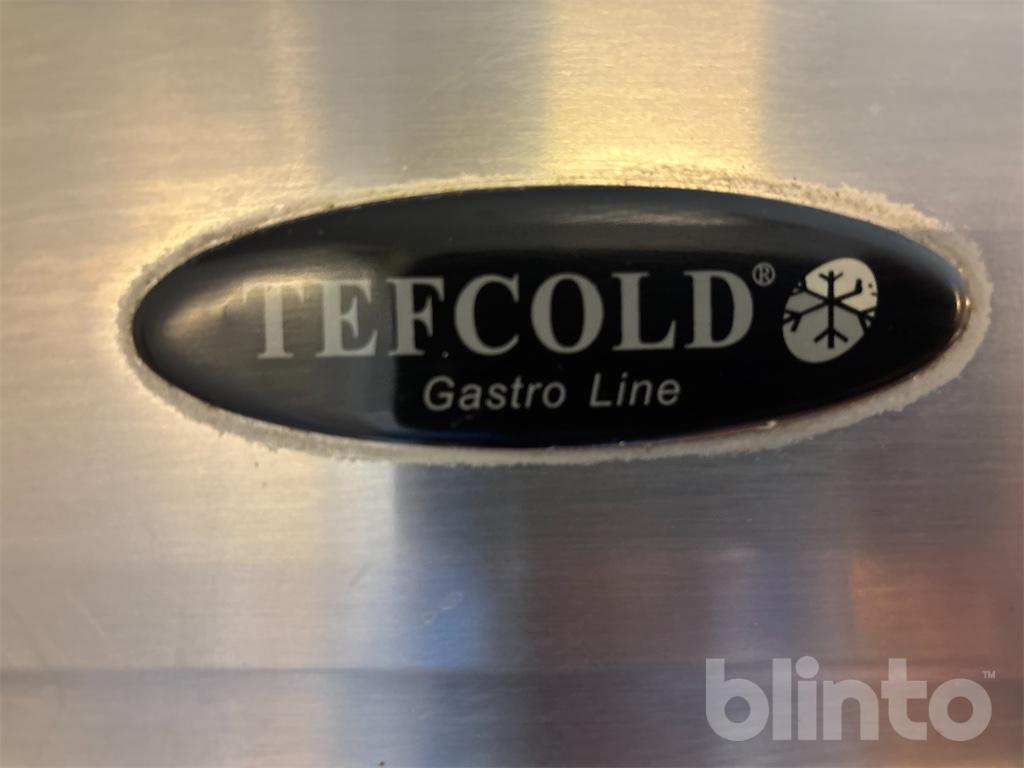 TEFCOLD®
Gastro Line
blinto™